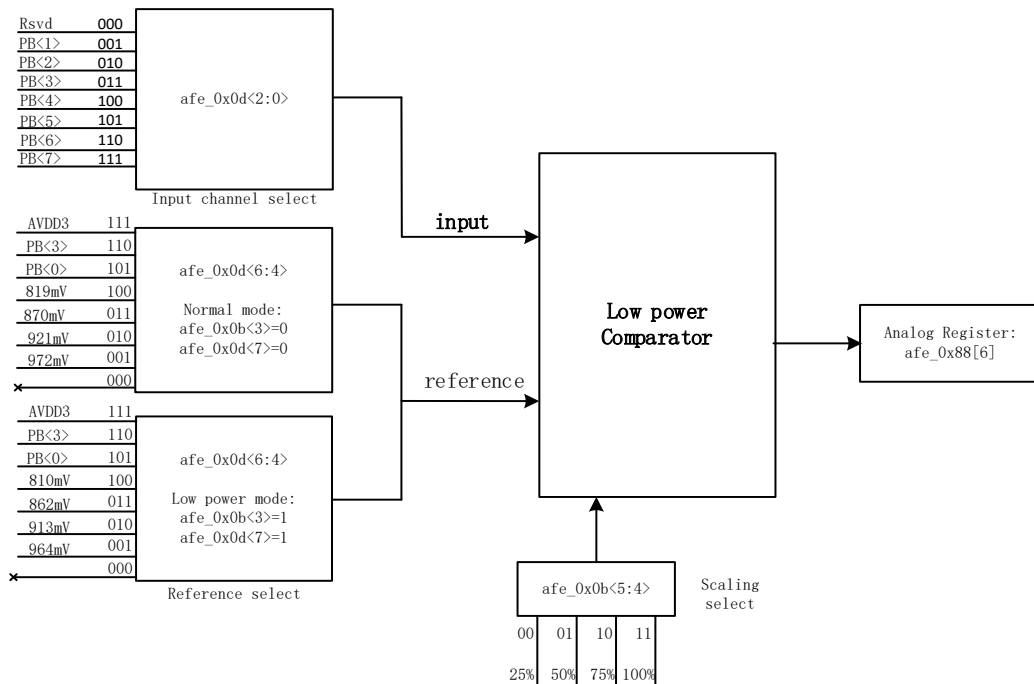 Rsvd 000
PB<1> 001
PB<2> 010
PB<3> 011
PB<4> 100
PB<5> 101
PB<6> 110
PB<7> 111
afe_0x0d<2:0>
Input channel select
AVDD3 111
PB<3> 110
PB<0> 101
819mV 100
870mV 011
921mV 010
972mV 001
000
afe_0x0d<6:4>
Normal mode:
afe_0x0b<3>=0
afe_0x0d<7>=0
AVDD3 111
PB<3> 110
PB<0> 101
810mV 100
862mV 011
913mV 010
964mV 001
000
afe_0x0d<6:4>
Low power mode:
afe_0x0b<3>=1
afe_0x0d<7>=1
Reference select
input
reference
Low power
Comparator
Analog Register:
afe_0x88[6]
afe_0x0b<5:4>
Scaling
select
00 01 10 11
25% 50% 75% 100%